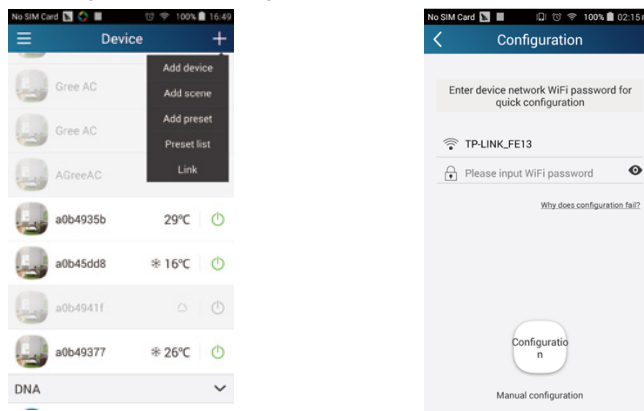 No SIM Card 100% 16:49
Device
Add device
Add scene
Add preset
Preset list
Link
Gree AC
Gree AC
AGreeAC
a0b4935b 29℃
a0b45dd8 16℃
a0b4941f
a0b49377 26℃
DNA
No SIM Card 100% 02:15
Configuration
Enter device network WiFi password for
quick configuration
TP-LINK_FE13
Please input WiFi password
Why does configuration fail?
Configuratio
n
Manual configuration